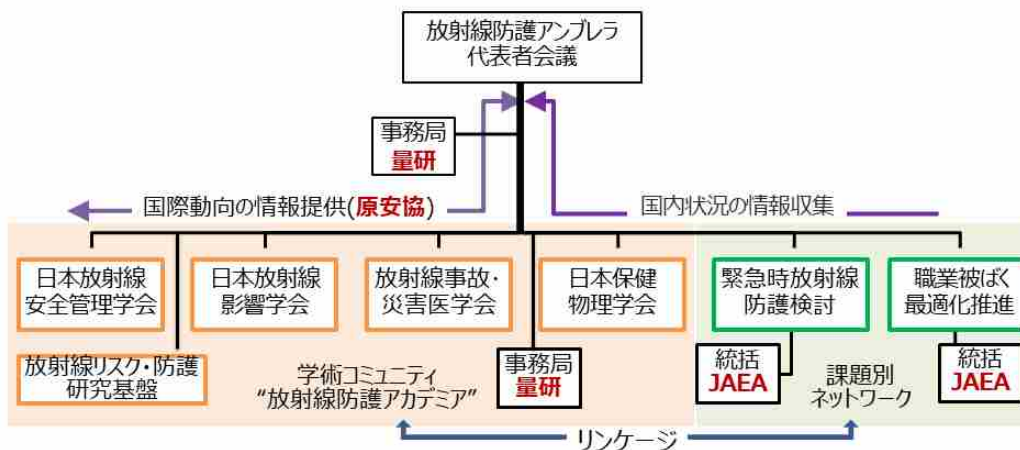 放射線防護アンブレラ
代表者会議
事務局
量研
国際動向の情報提供(原安協)
国内状況の情報収集
日本放射線
安全管理学会
日本放射線
影響学会
放射線事故・
災害医学会
日本保健
物理学会
緊急時放射線
防護検討
職業被ばく
最適化推進
放射線リスク・防護
研究基盤
学術コミュニティ
“放射線防護アカデミア”
事務局
量研
統括
JAEA
課題別
ネットワーク
統括
JAEA
リンケージ